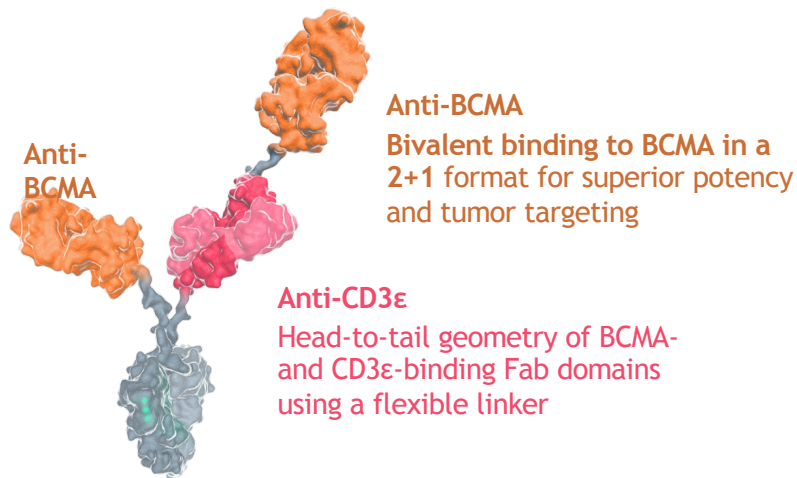 Anti-
BCMA
Anti-BCMA
Bivalent binding to BCMA in a
2+1 format for superior potency
and tumor targeting
Anti-CD3ε
Head-to-tail geometry of BCMA-
and CD3ε-binding Fab domains
using a flexible linker